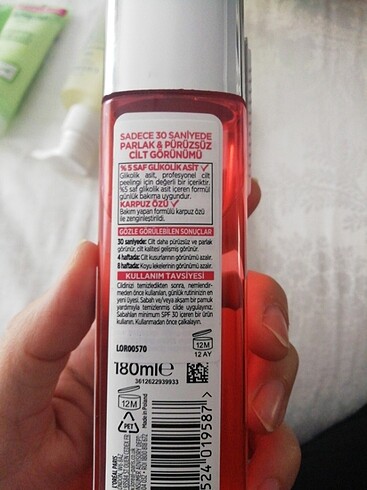 SADECE 30 SANİYEDE
PARLAK & PÜRÜZSÜZ
CİLT GÖRÜNÜMÜ
% 5 SAF GLİKOLİK ASİT ✓
Glikolik asit, profesyonel cilt
peelingi için değerli bir içeriktir.
%5 saf glikolik asit içeren formül
günlük bakıma uygundur.
KARPUZ ÖZÜ ✓
Bakım yapan formülü karpuz özü
ile zenginleştirildi.
GÖZLE GÖRÜLEBİLEN SONUÇLAR
30 saniyede: Cilt daha pürüzsüz ve parlak
görünür, cilt kalitesi gelişmiş görünür.
4 haftada: Cilt kusurlarının görünümü azalır.
8 haftada: Koyu lekelerinin görünümü azalır.
KULLANIM TAVSİYESİ
Cildinizi temizledikten sonra, nemlendir-
meden önce kullanılan, günlük rutininizin en
yeni üyesi. Sabah ve/veya akşam bir pamuk
yardımıyla temizlenmiş cilde uygulayınız.
Sabahları minimum SPF 30 içeren bir ürün
kullanın. Kullanmadan önce çalkalayın.
LOR00570
12M
12 AY
180ml e
3612622939933
12M
PET
Made in Poland
L'ORÉAL PARIS
524 019587 >